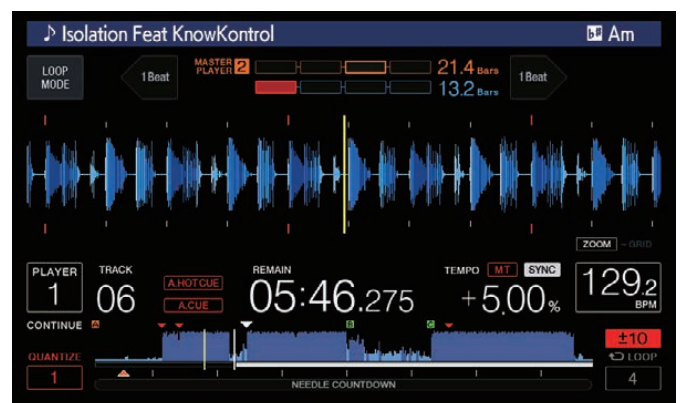 ♪ Isolation Feat KnowKontrol
b# Am
LOOP MODE
1 Beat
MASTER PLAYER 2
21.4 Bars
13.2 Bars
1 Beat
ZOOM – GRID
PLAYER 1
TRACK 06
A.HOT CUE
A.CUE
REMAIN
05:46.275
TEMPO MT SYNC
+5.00%
129.2 BPM
CONTINUE A B C
±10
QUANTIZE 1
LOOP 4
NEEDLE COUNTDOWN